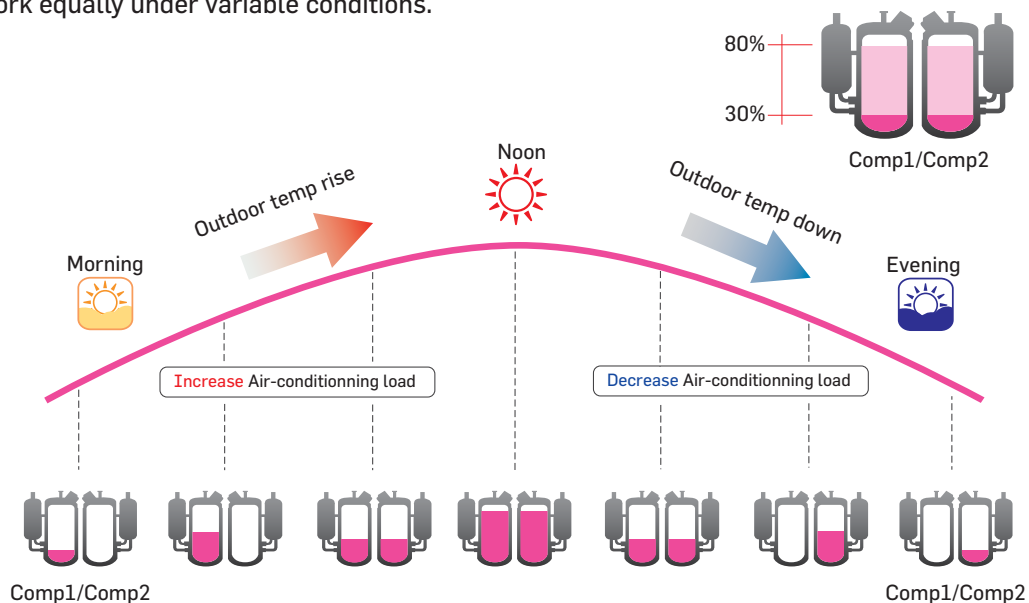 ork equally under variable conditions.
80%
30%
Comp1/Comp2
Noon
Outdoor temp rise
Outdoor temp down
Morning
Evening
Increase Air-conditionning load
Decrease Air-conditionning load
Comp1/Comp2
Comp1/Comp2